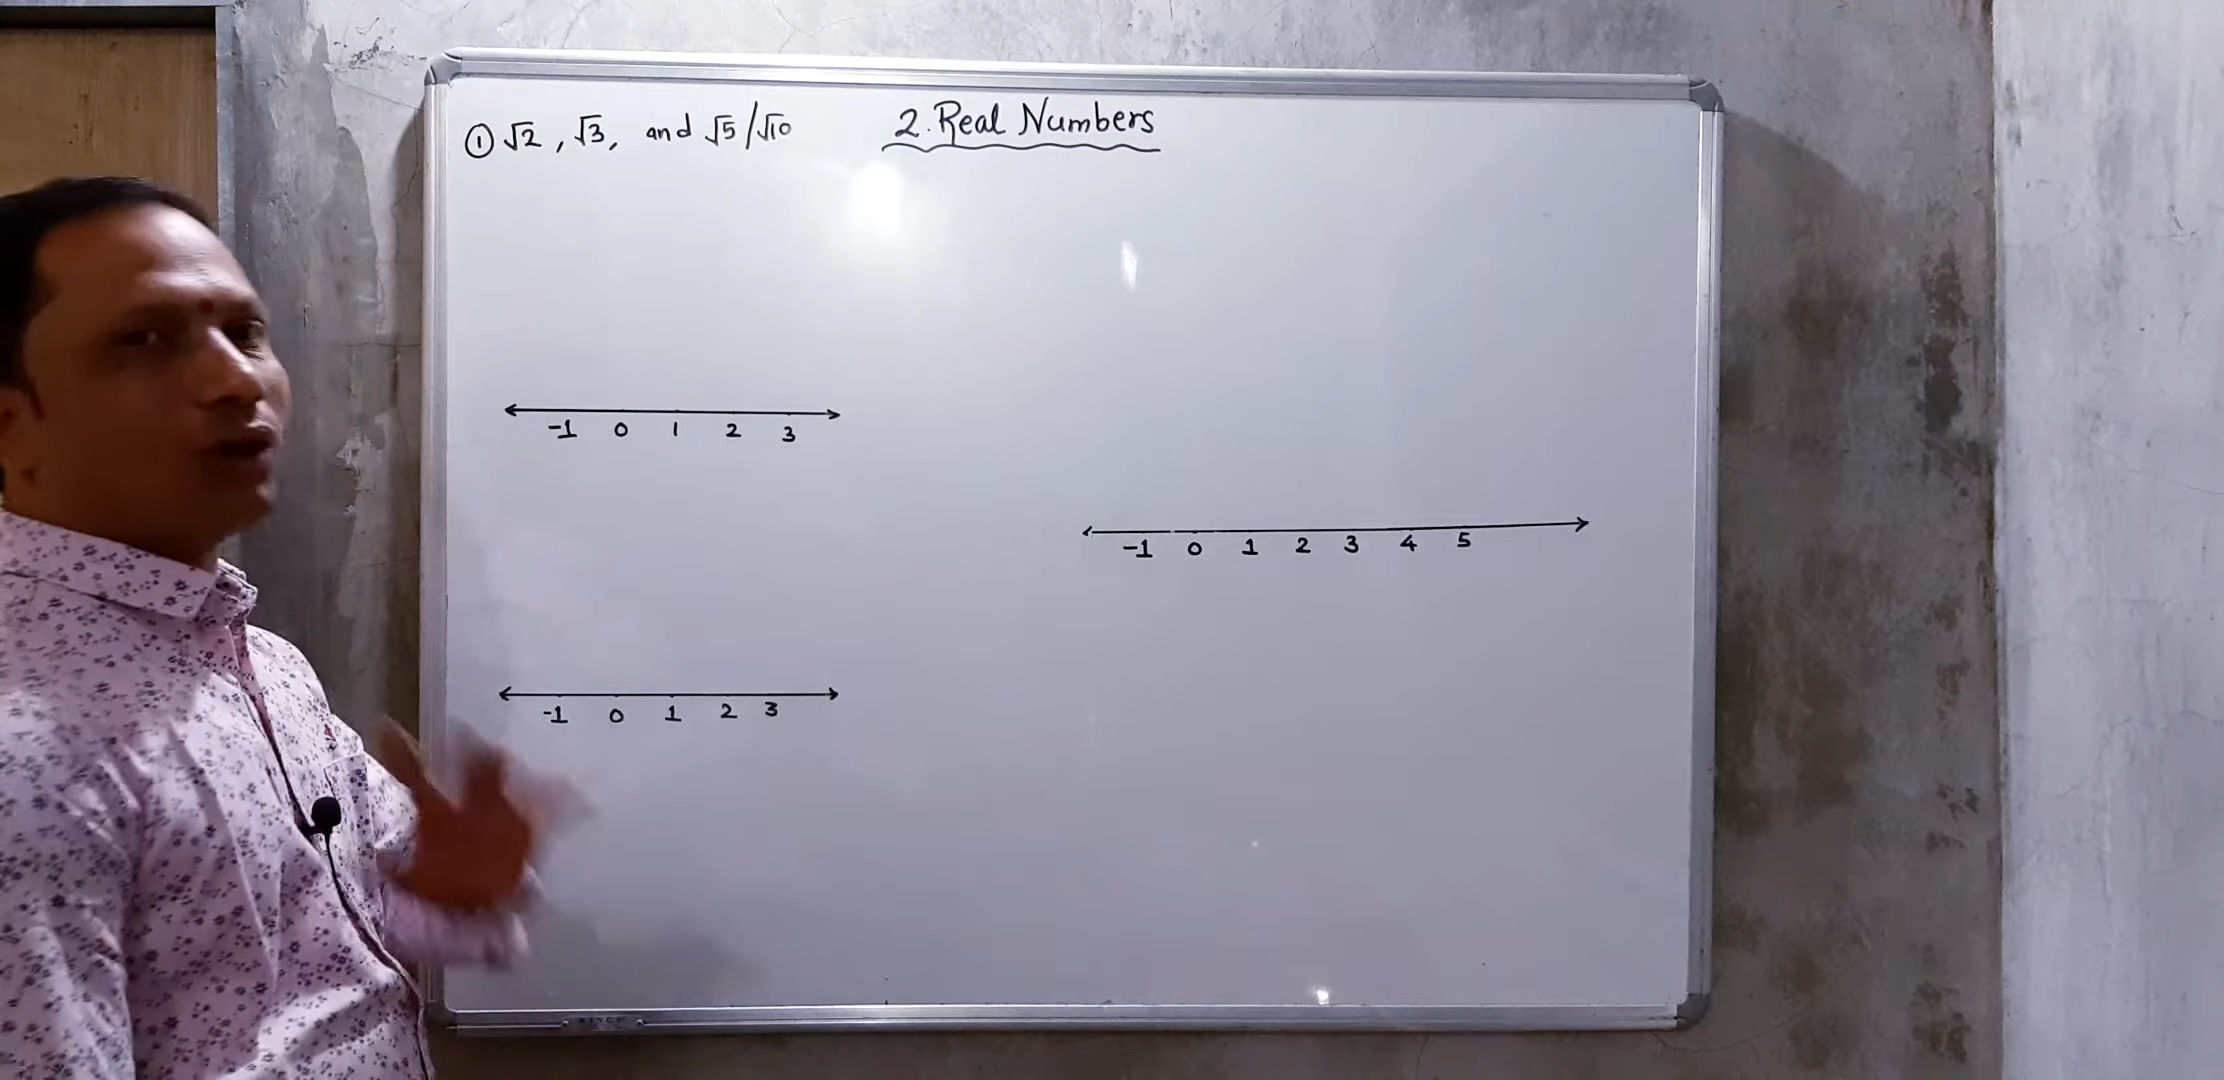 ① √2, √3, and √5/√10
2. Real Numbers
-1 0 1 2 3
-1 0 1 2 3 4 5
-1 0 1 2 3